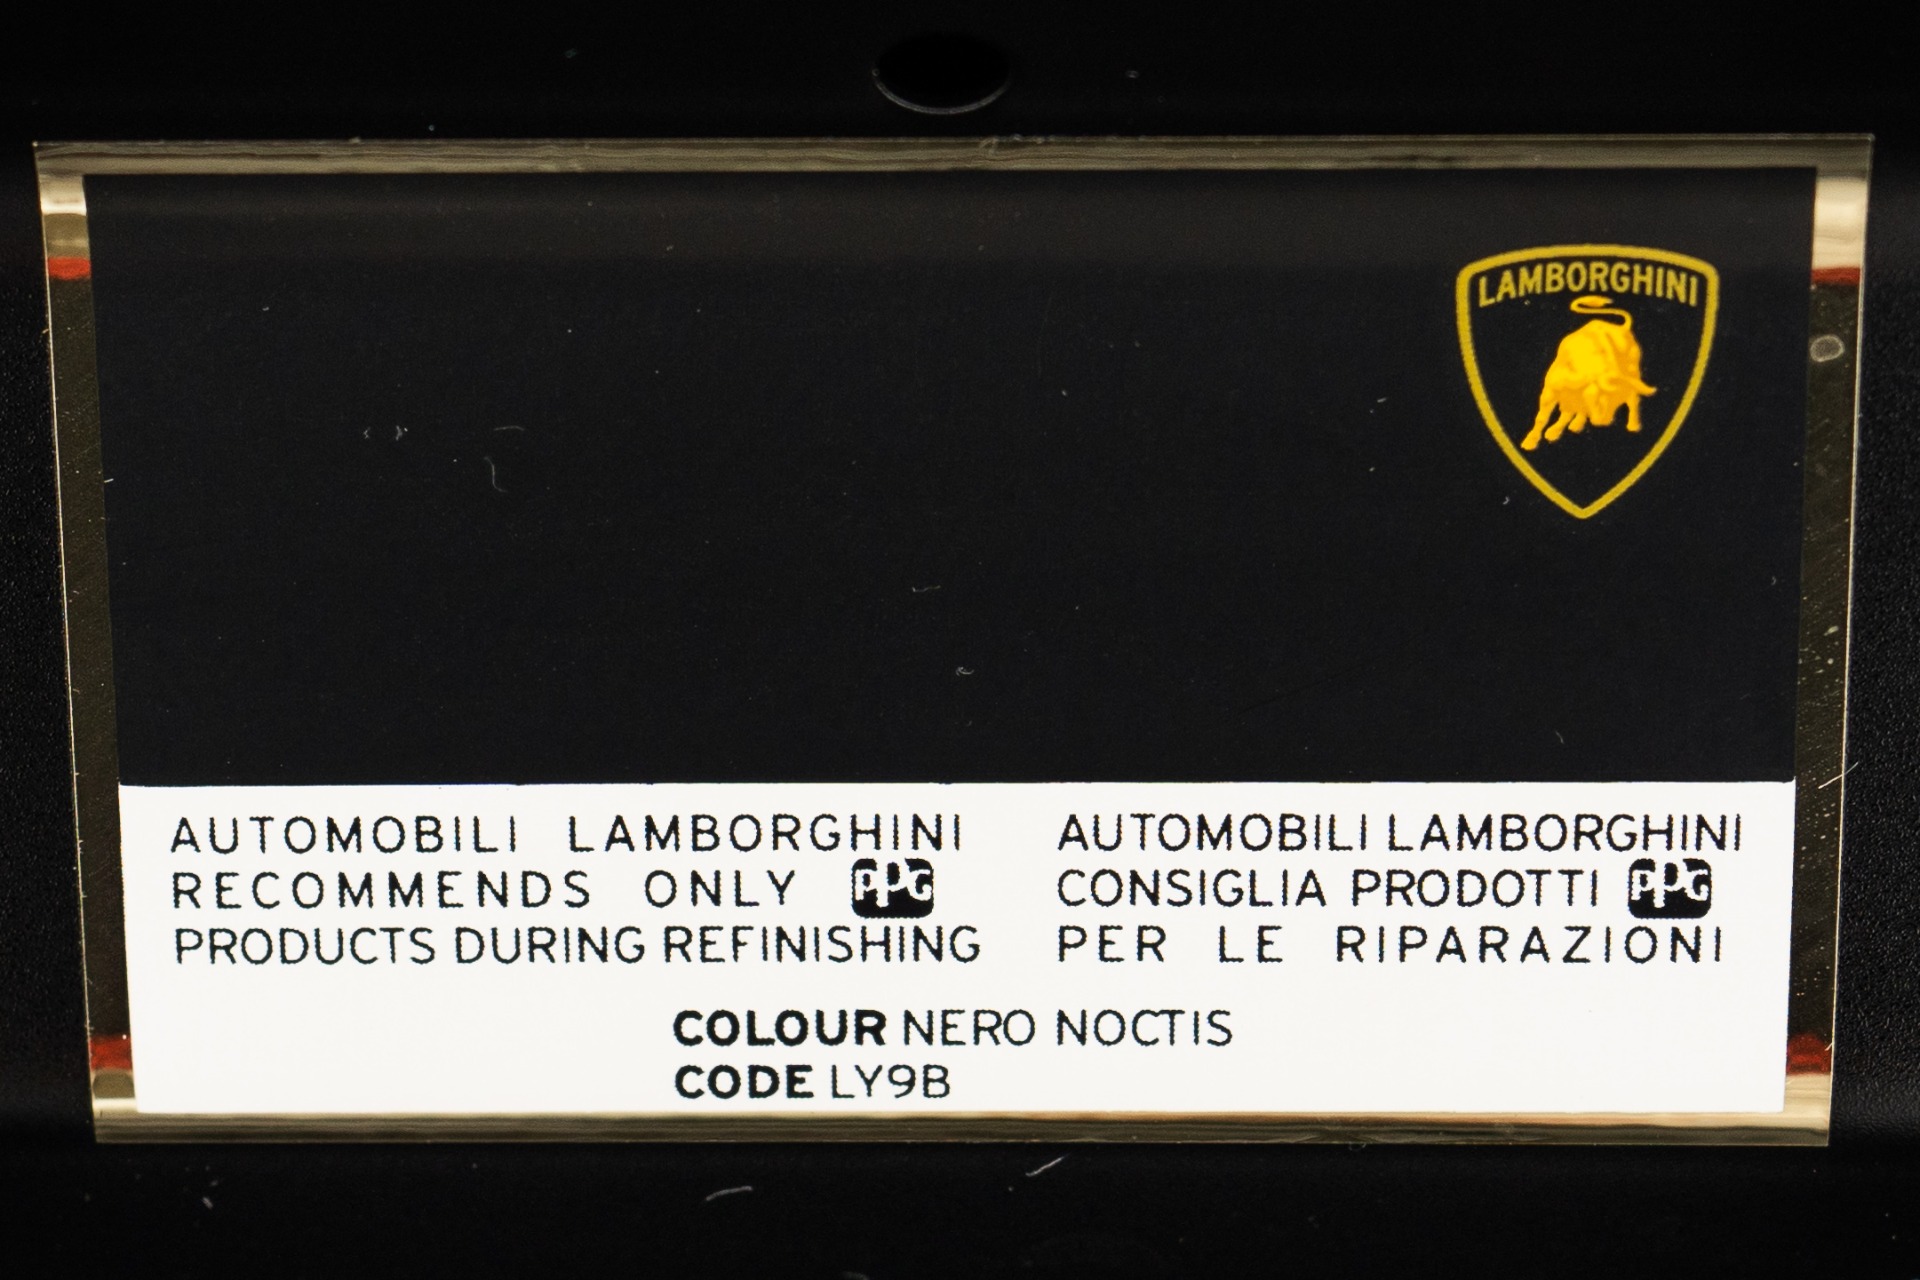 LAMBORGHINI
AUTOMOBILI LAMBORGHINI
RECOMMENDS ONLY PPG
PRODUCTS DURING REFINISHING
AUTOMOBILI LAMBORGHINI
CONSIGLIA PRODOTTI PPG
PER LE RIPARAZIONI
COLOUR NERO NOCTIS
CODE LY9B